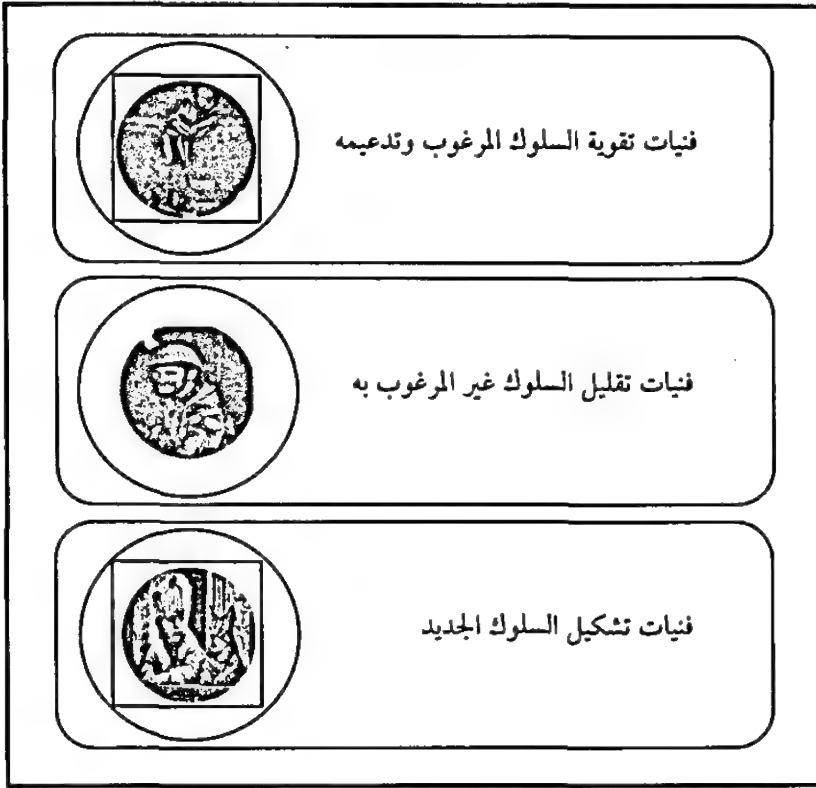 فنيات تقوية السلوك المرغوب وتدعيمه
فنيات تقليل السلوك غير المرغوب به
فنيات تشكيل السلوك الجديد